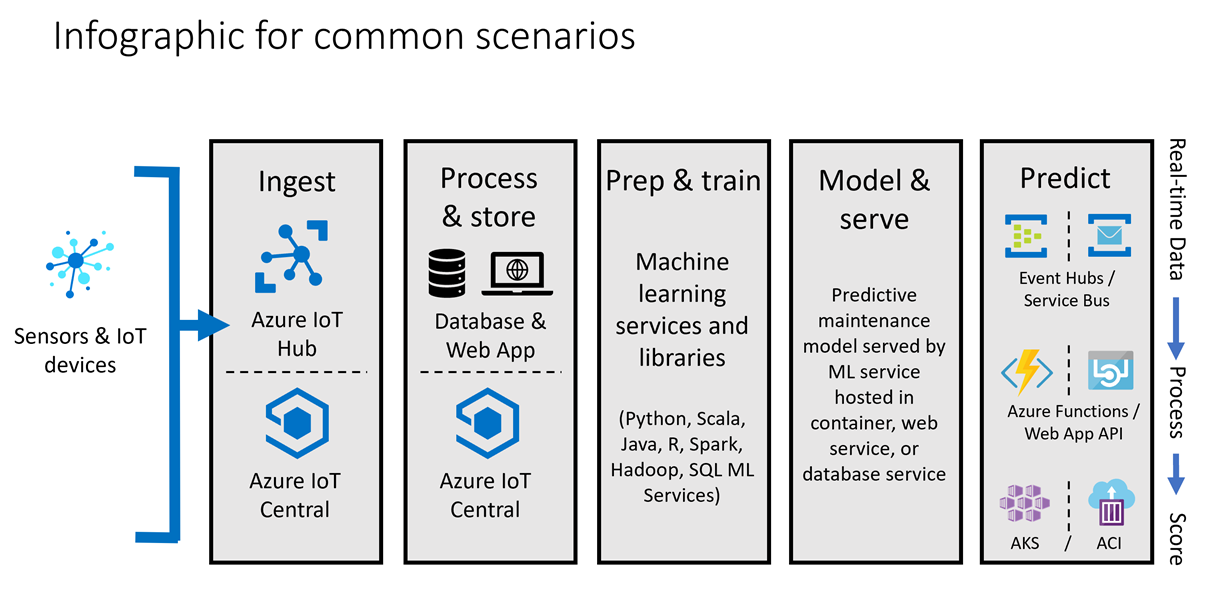 Infographic for common scenarios
Sensors & IoT
devices
Ingest
Azure IoT
Hub
Azure IoT
Central
Process
& store
Database &
Web App
Azure IoT
Central
Prep & train
Machine
learning
services and
libraries
(Python, Scala,
Java, R, Spark,
Hadoop, SQL ML
Services)
Model &
serve
Predictive
maintenance
model served by
ML service
hosted in
container, web
service, or
database service
Predict
Event Hubs /
Service Bus
Azure Functions /
Web App API
AKS / ACI
Real-time Data
Process
Score